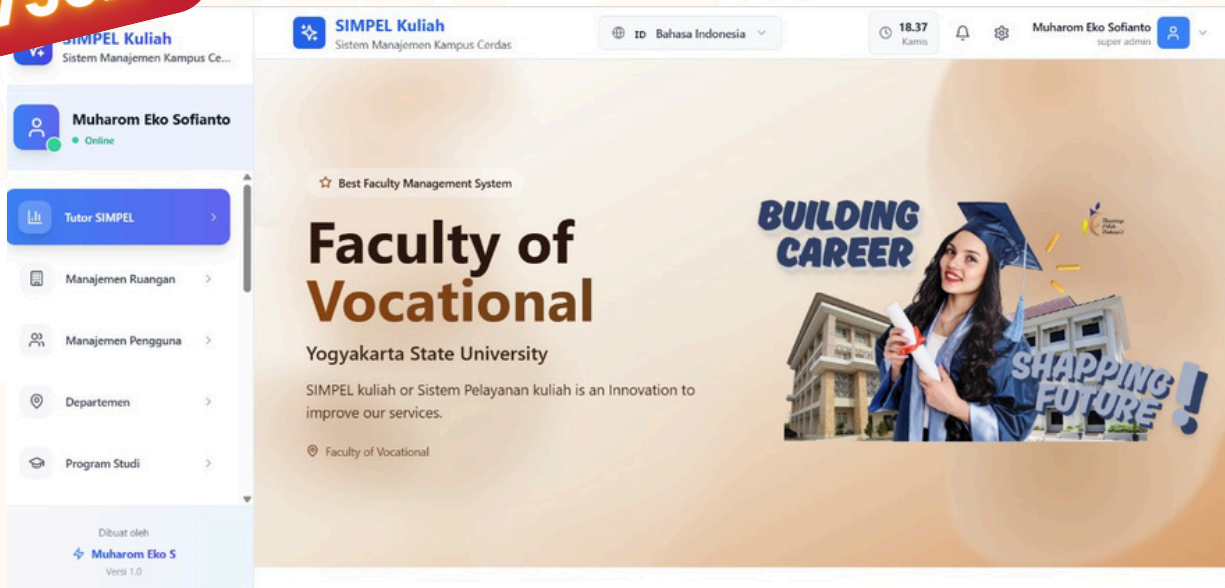 SIMPEL Kuliah
Sistem Manajemen Kampus Ce...
Muharom Eko Sofianto
Online
Tutor SIMPEL
Manajemen Ruangan
Manajemen Pengguna
Departemen
Program Studi
Dibuat oleh
Muharom Eko S
Versi 1.0
SIMPEL Kuliah
Sistem Manajemen Kampus Cerdas
ID Bahasa Indonesia
18.37
Kamis
Muharom Eko Sofianto
super admin
Best Faculty Management System
Faculty of
Vocational
Yogyakarta State University
SIMPEL kuliah or Sistem Pelayanan kuliah is an Innovation to
improve our services.
Faculty of Vocational
BUILDING
CAREER
SHAPPING
FUTURE
!